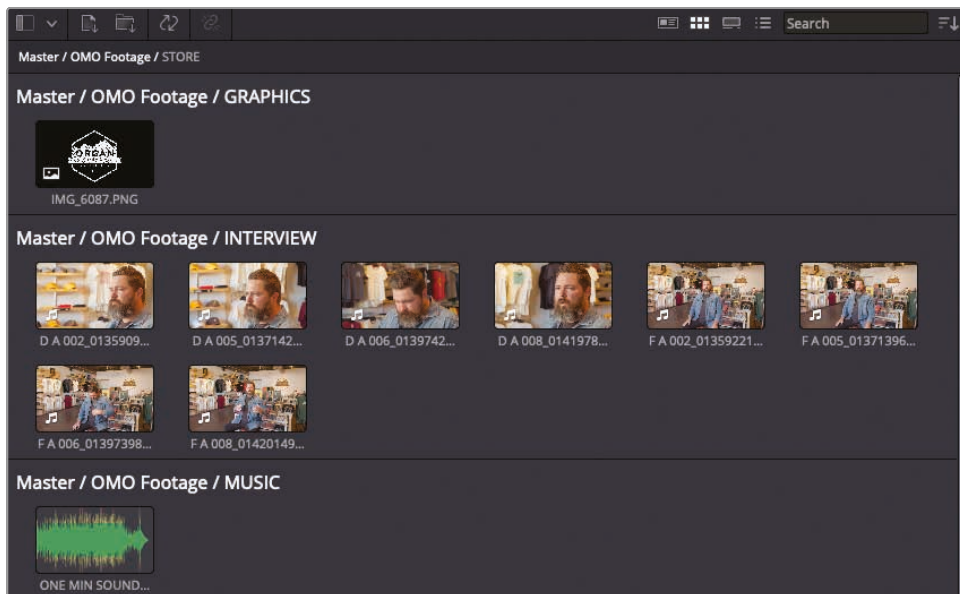 Search
Master / OMO Footage / STORE
Master / OMO Footage / GRAPHICS
ORGAN
IMG_6087.PNG
Master / OMO Footage / INTERVIEW
D A 002_0135909...
D A 005_0137142...
D A 006_0139742...
D A 008_0141978...
F A 002_01359221...
F A 005_01371396...
F A 006_01397398...
F A 008_01420149...
Master / OMO Footage / MUSIC
ONE MIN SOUND...